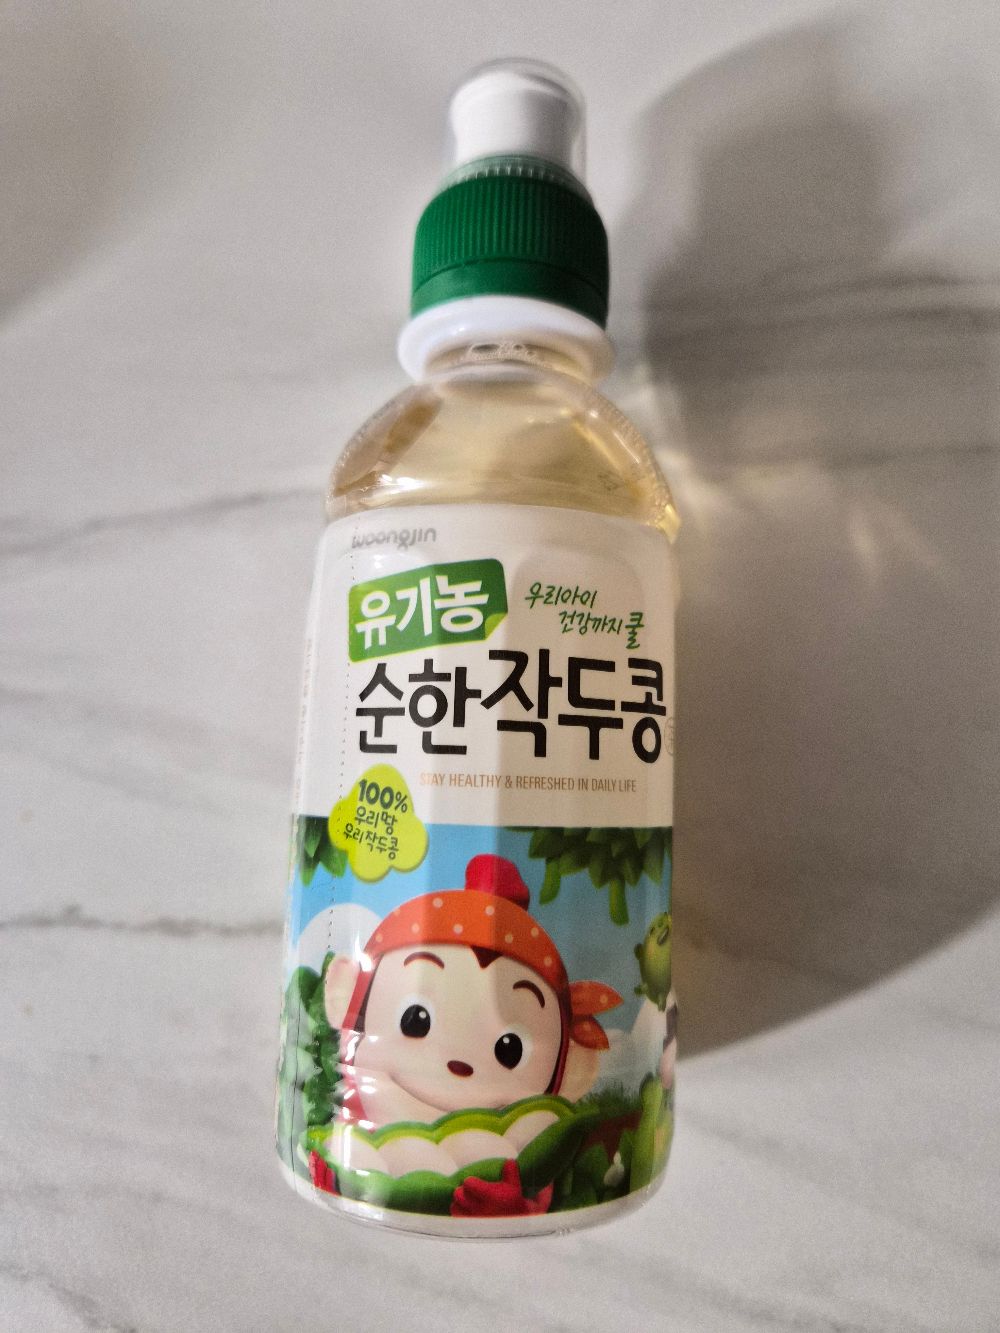 woongjin
유기농
우리아이
건강까지쿨
순한작두콩
STAY HEALTHY & REFRESHED IN DAILY LIFE
100%
우리땅
우리작두콩